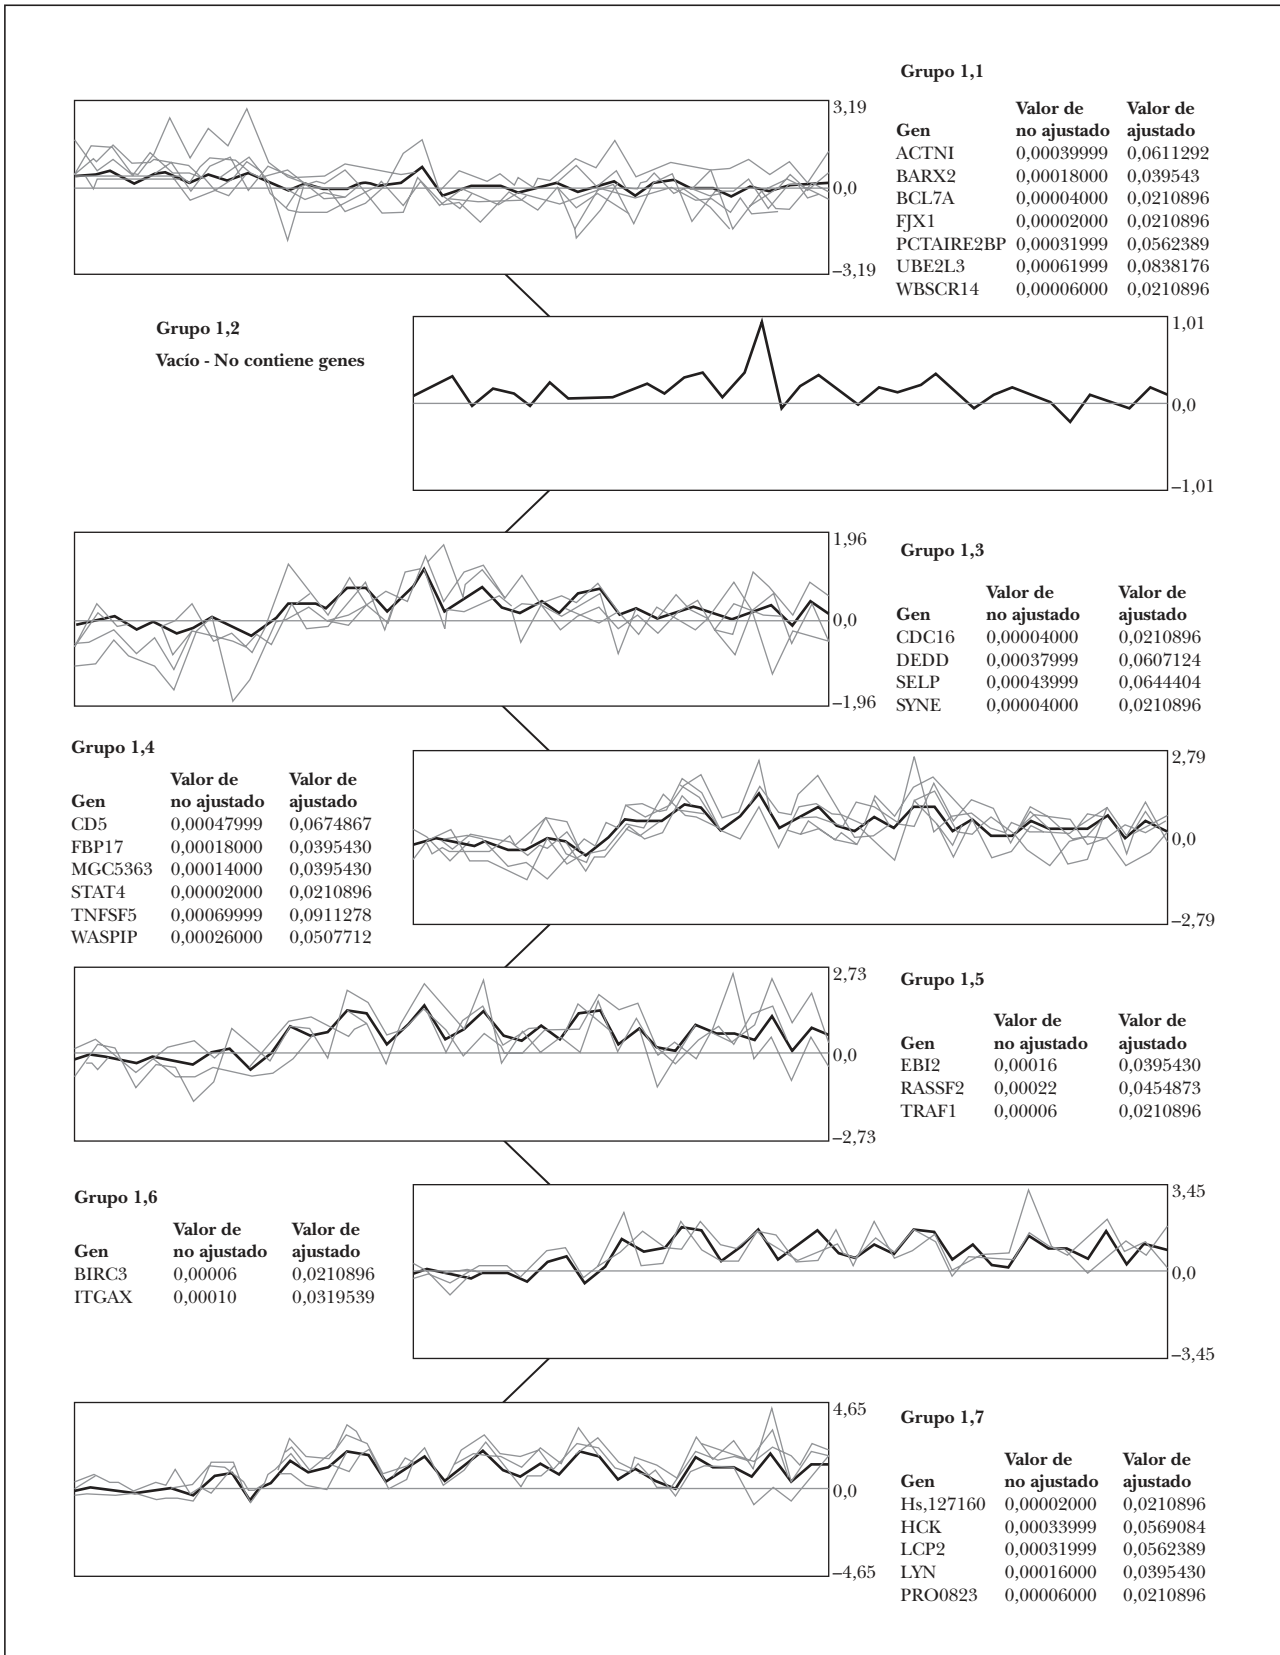 Grupo 1,1
Valor de Valor de
Gen no ajustado ajustado
ACTNI 0,00039999 0,0611292
BARX2 0,00018000 0,039543
BCL7A 0,00004000 0,0210896
FJX1 0,00002000 0,0210896
PCTAIRE2BP 0,00031999 0,0562389
UBE2L3 0,00061999 0,0838176
WBSCR14 0,00006000 0,0210896
3,19
0,0
–3,19
Grupo 1,2
Vacío - No contiene genes
1,01
0,0
–1,01
1,96
0,0
–1,96
Grupo 1,3
Valor de Valor de
Gen no ajustado ajustado
CDC16 0,00004000 0,0210896
DEDD 0,00037999 0,0607124
SELP 0,00043999 0,0644404
SYNE 0,00004000 0,0210896
Grupo 1,4
Valor de Valor de
Gen no ajustado ajustado
CD5 0,00047999 0,0674867
FBP17 0,00018000 0,0395430
MGC5363 0,00014000 0,0395430
STAT4 0,00002000 0,0210896
TNFSF5 0,00069999 0,0911278
WASPIP 0,00026000 0,0507712
2,79
0,0
–2,79
2,73
0,0
–2,73
Grupo 1,5
Valor de Valor de
Gen no ajustado ajustado
EBI2 0,00016 0,0395430
RASSF2 0,00022 0,0454873
TRAF1 0,00006 0,0210896
Grupo 1,6
Valor de Valor de
Gen no ajustado ajustado
BIRC3 0,00006 0,0210896
ITGAX 0,00010 0,0319539
3,45
0,0
–3,45
4,65
0,0
–4,65
Grupo 1,7
Valor de Valor de
Gen no ajustado ajustado
Hs,127160 0,00002000 0,0210896
HCK 0,00033999 0,0569084
LCP2 0,00031999 0,0562389
LYN 0,00016000 0,0395430
PRO0823 0,00006000 0,0210896